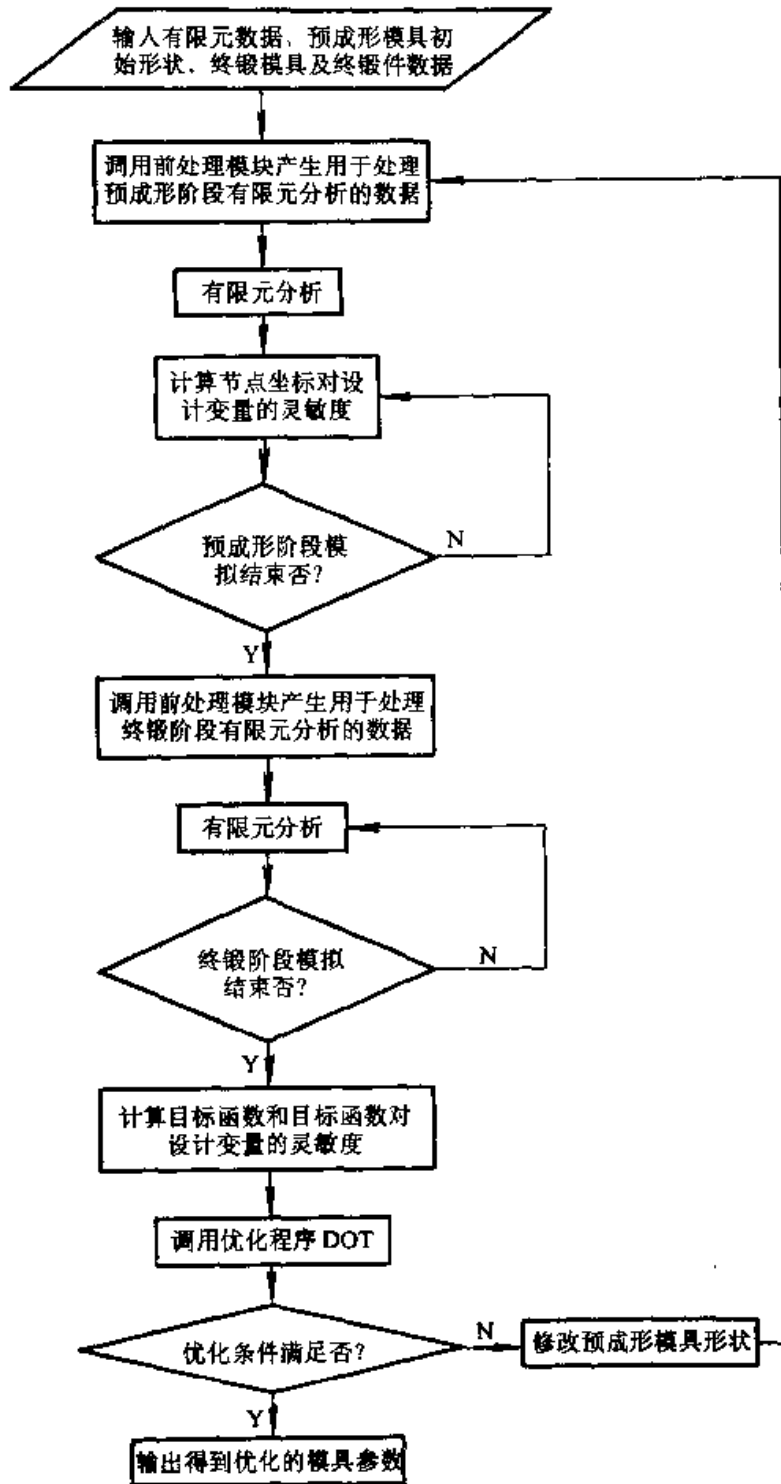 输人有限元数据、预成形模具初
始形状、终锻模具及终锻件数据
调用前处理模块产生用于处理
预成形阶段有限元分析的数据
有限元分析
计算节点坐标对设
计变量的灵敏度
预成形阶段模
拟结束否?
N
Y
调用前处理模块产生用于处理
终锻阶段有限元分析的数据
有限元分析
终锻阶段模拟
结束否?
N
Y
计算目标函数和目标函数对
设计变量的灵敏度
调用优化程序 DOT
优化条件满足否?
N
修改预成形模具形状
Y
输出得到优化的模具参数